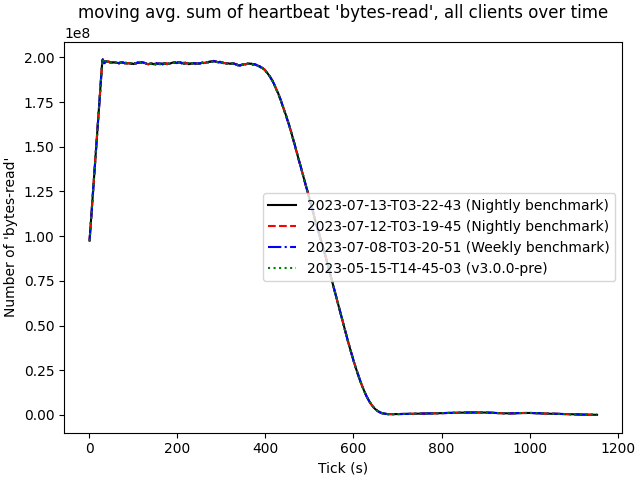 moving avg. sum of heartbeat 'bytes-read', all clients over time
1e8
2.00
1.75
1.50
1.25
1.00
0.75
0.50
0.25
0.00
Number of 'bytes-read'
2023-07-13-T03-22-43 (Nightly benchmark)
2023-07-12-T03-19-45 (Nightly benchmark)
2023-07-08-T03-20-51 (Weekly benchmark)
2023-05-15-T14-45-03 (v3.0.0-pre)
0 200 400 600 800 1000 1200
Tick (s)